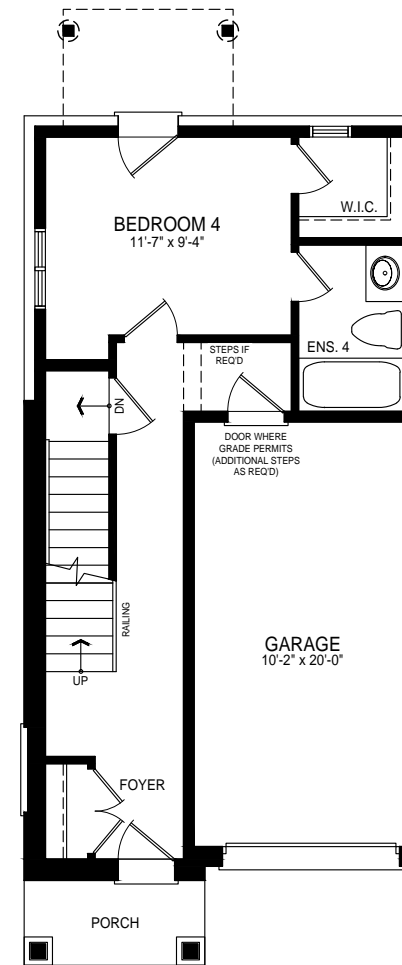 W.I.C.
BEDROOM 4
11'-7" x 9'-4"
ENS. 4
STEPS IF
REQ'D
DN
DOOR WHERE
GRADE PERMITS
(ADDITIONAL STEPS
AS REQ'D)
RAILING
GARAGE
10'-2" x 20'-0"
UP
FOYER
PORCH